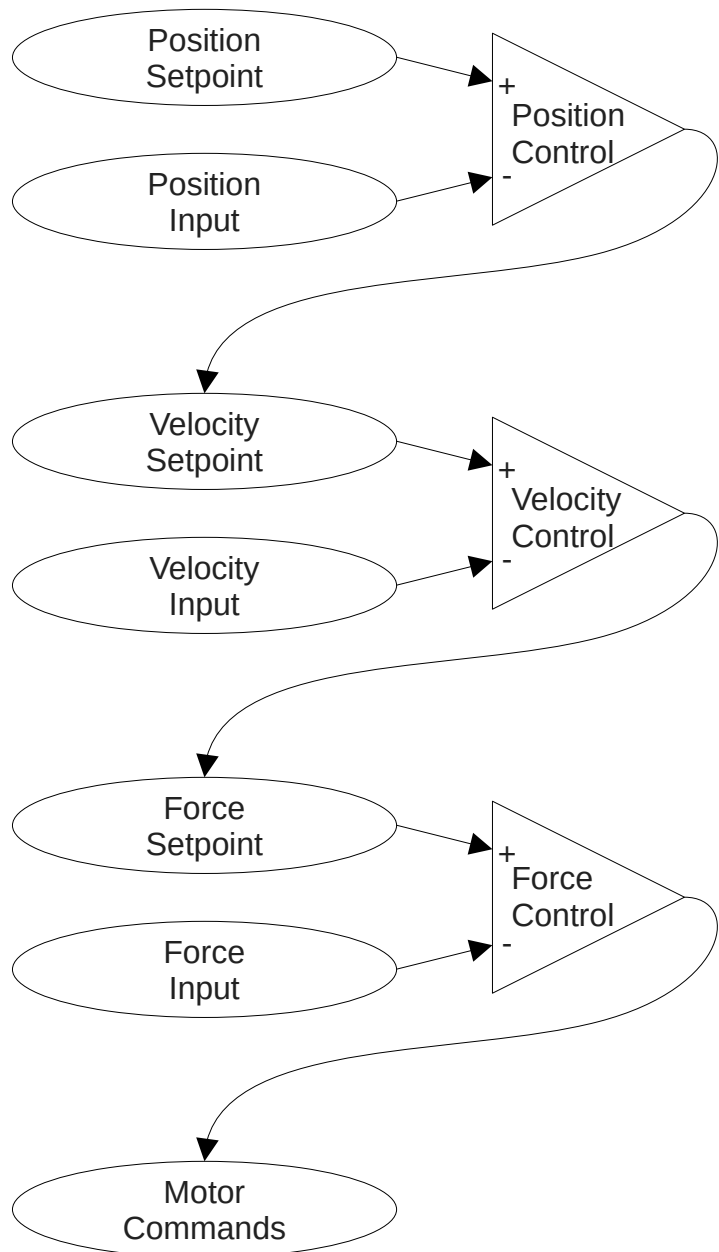 Position
Setpoint
+
Position
Control
-
Position
Input
Velocity
Setpoint
+
Velocity
Control
-
Velocity
Input
Force
Setpoint
+
Force
Control
-
Force
Input
Motor
Commands